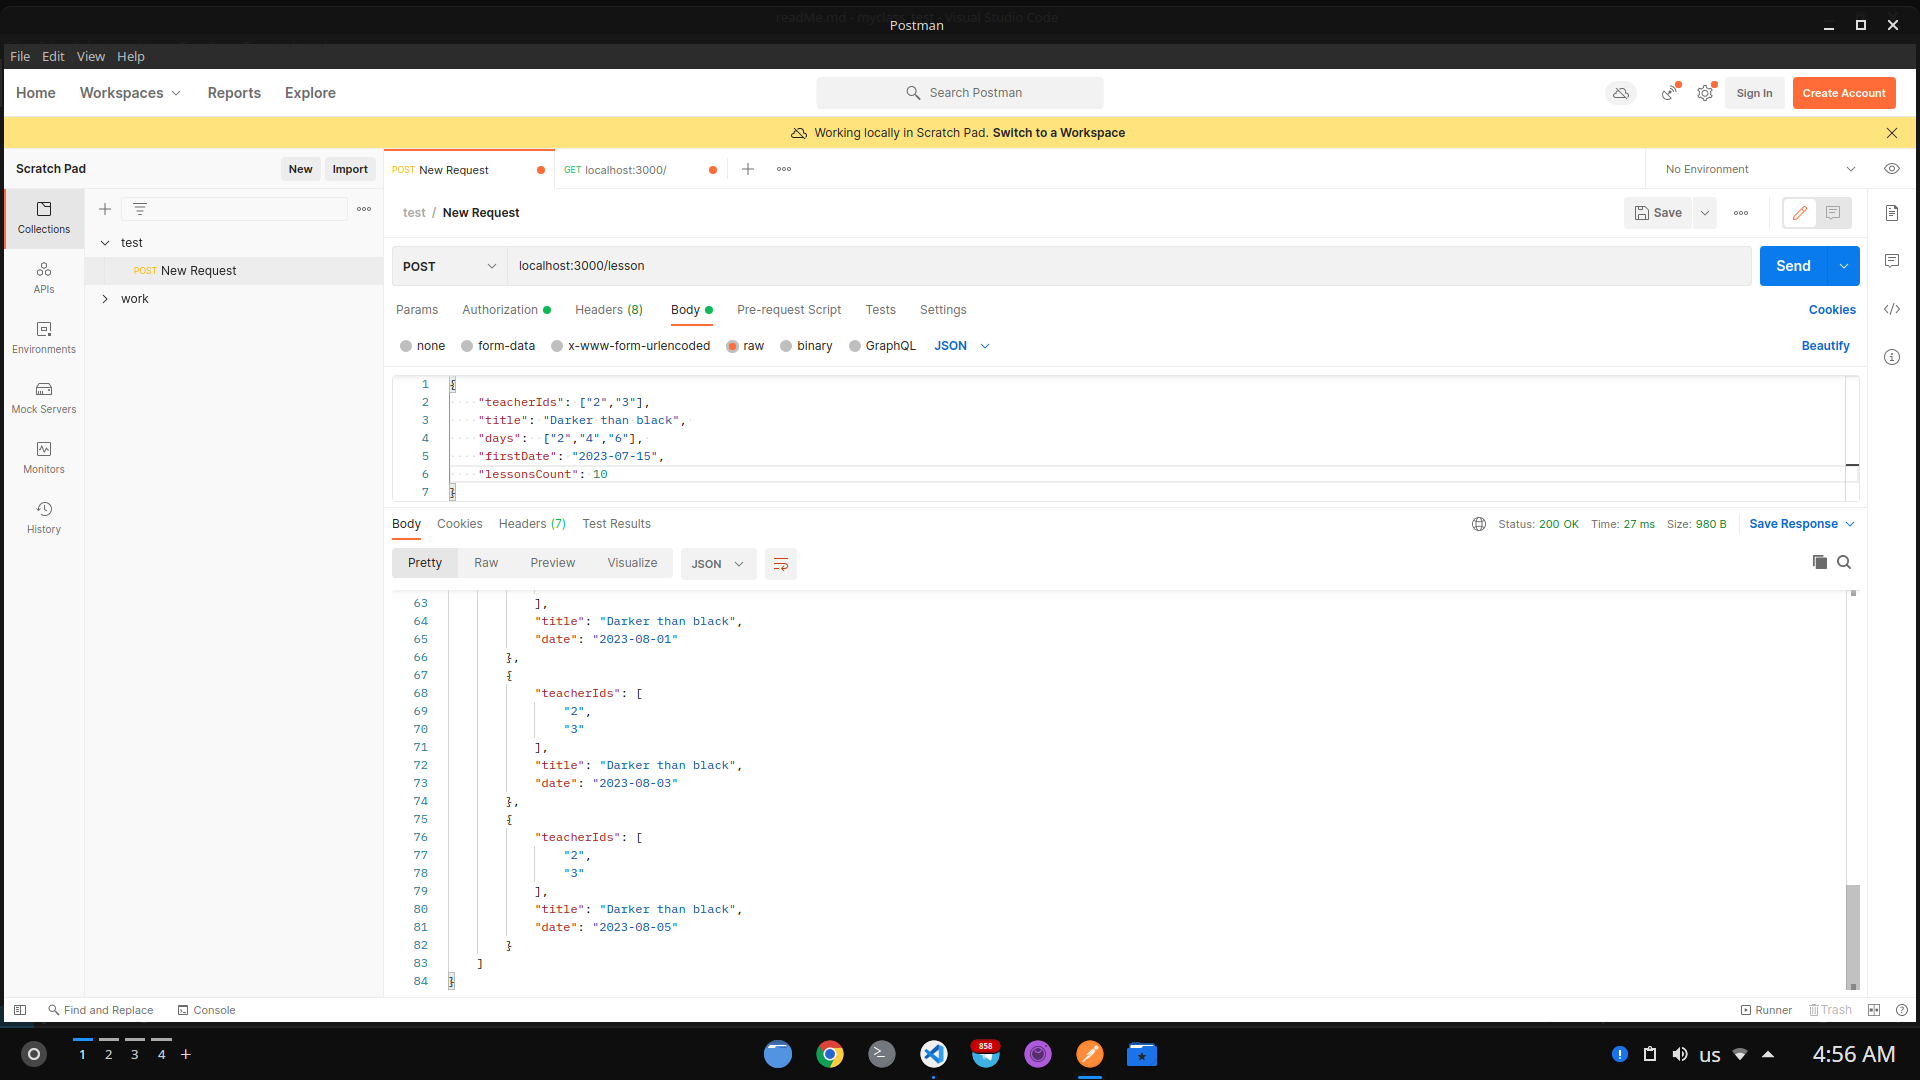 readMe.md - myclass_test - Visual Studio Code
Postman
File Edit View Help
Home Workspaces Reports Explore
Search Postman
Sign In
Create Account
Working locally in Scratch Pad. Switch to a Workspace
Scratch Pad
New
Import
POST New Request
GET localhost:3000/
No Environment
Collections
APIs
Environments
Mock Servers
Monitors
History
test
POST New Request
work
test / New Request
Save
POST
localhost:3000/lesson
Send
Params Authorization Headers (8) Body Pre-request Script Tests Settings
Cookies
none form-data x-www-form-urlencoded raw binary GraphQL JSON
Beautify
1 {
2 "teacherIds": ["2","3"],
3 "title": "Darker than black",
4 "days": ["2","4","6"],
5 "firstDate": "2023-07-15",
6 "lessonsCount": 10
7 }
Body Cookies Headers (7) Test Results
Status: 200 OK Time: 27 ms Size: 980 B
Save Response
Pretty Raw Preview Visualize JSON
63 ],
64 "title": "Darker than black",
65 "date": "2023-08-01"
66 },
67 {
68 "teacherIds": [
69 "2",
70 "3"
71 ],
72 "title": "Darker than black",
73 "date": "2023-08-03"
74 },
75 {
76 "teacherIds": [
77 "2",
78 "3"
79 ],
80 "title": "Darker than black",
81 "date": "2023-08-05"
82 }
83 ]
84 }
Find and Replace
Console
Runner
Trash
1 2 3 4 +
858
us
4:56 AM